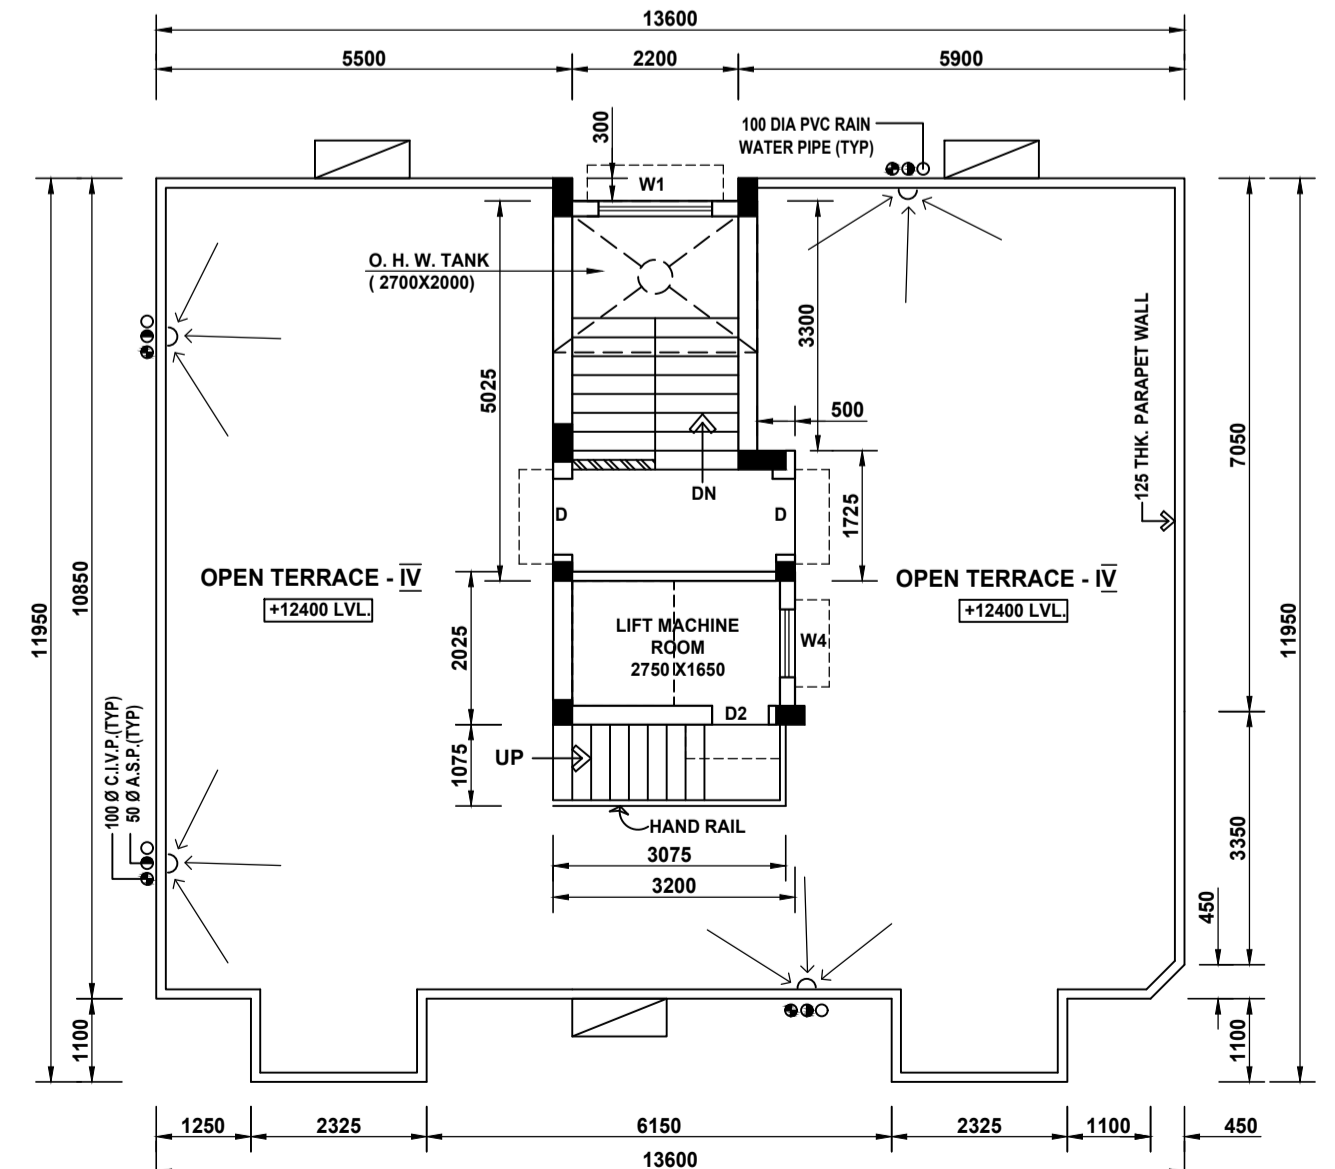 13600
5500
2200
5900
300
100 DIA PVC RAIN
WATER PIPE (TYP)
W1
O. H. W. TANK
( 2700X2000)
5025
3300
500
125 THK. PARAPET WALL
7050
11950
10850
DN
D
D
1725
OPEN TERRACE - IV
+12400 LVL.
OPEN TERRACE - IV
+12400 LVL.
11950
2025
LIFT MACHINE
ROOM
2750 X1650
W4
D2
100 Ø C.I.V.P.(TYP)
50 Ø A.S.P.(TYP)
1075
UP
HAND RAIL
3075
3200
3350
450
1100
1100
1250
2325
6150
2325
1100
450
13600